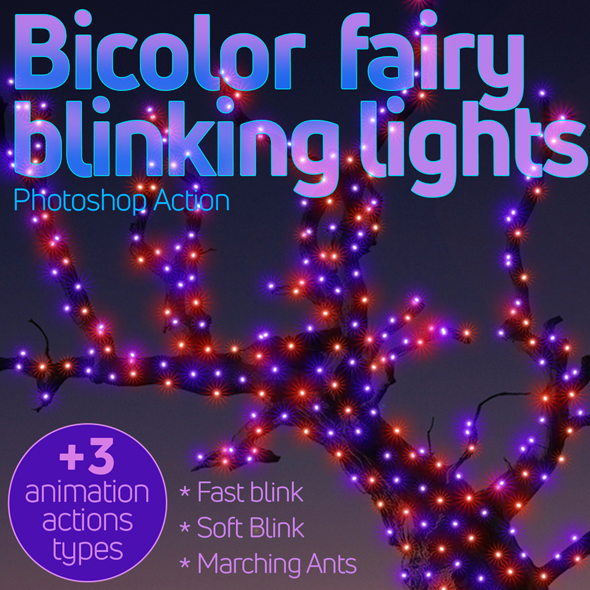 Bicolor fairy
blinking lights
Photoshop Action
+3
animation
actions
types
* Fast blink
* Soft Blink
* Marching Ants